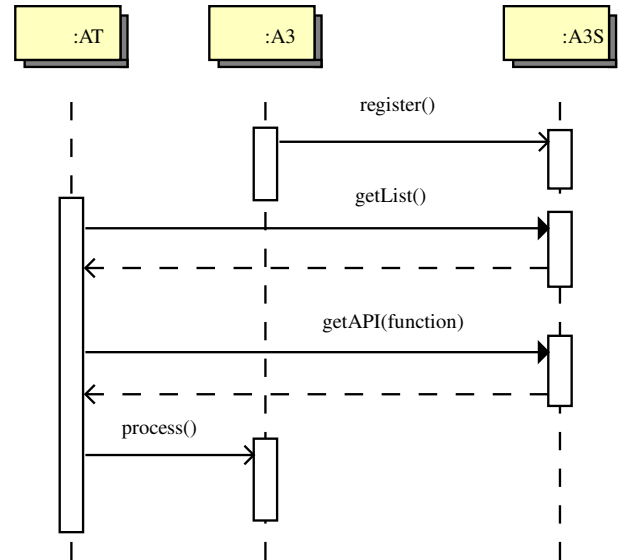 :AT
:A3
:A3S
register()
getList()
getAPI(function)
process()